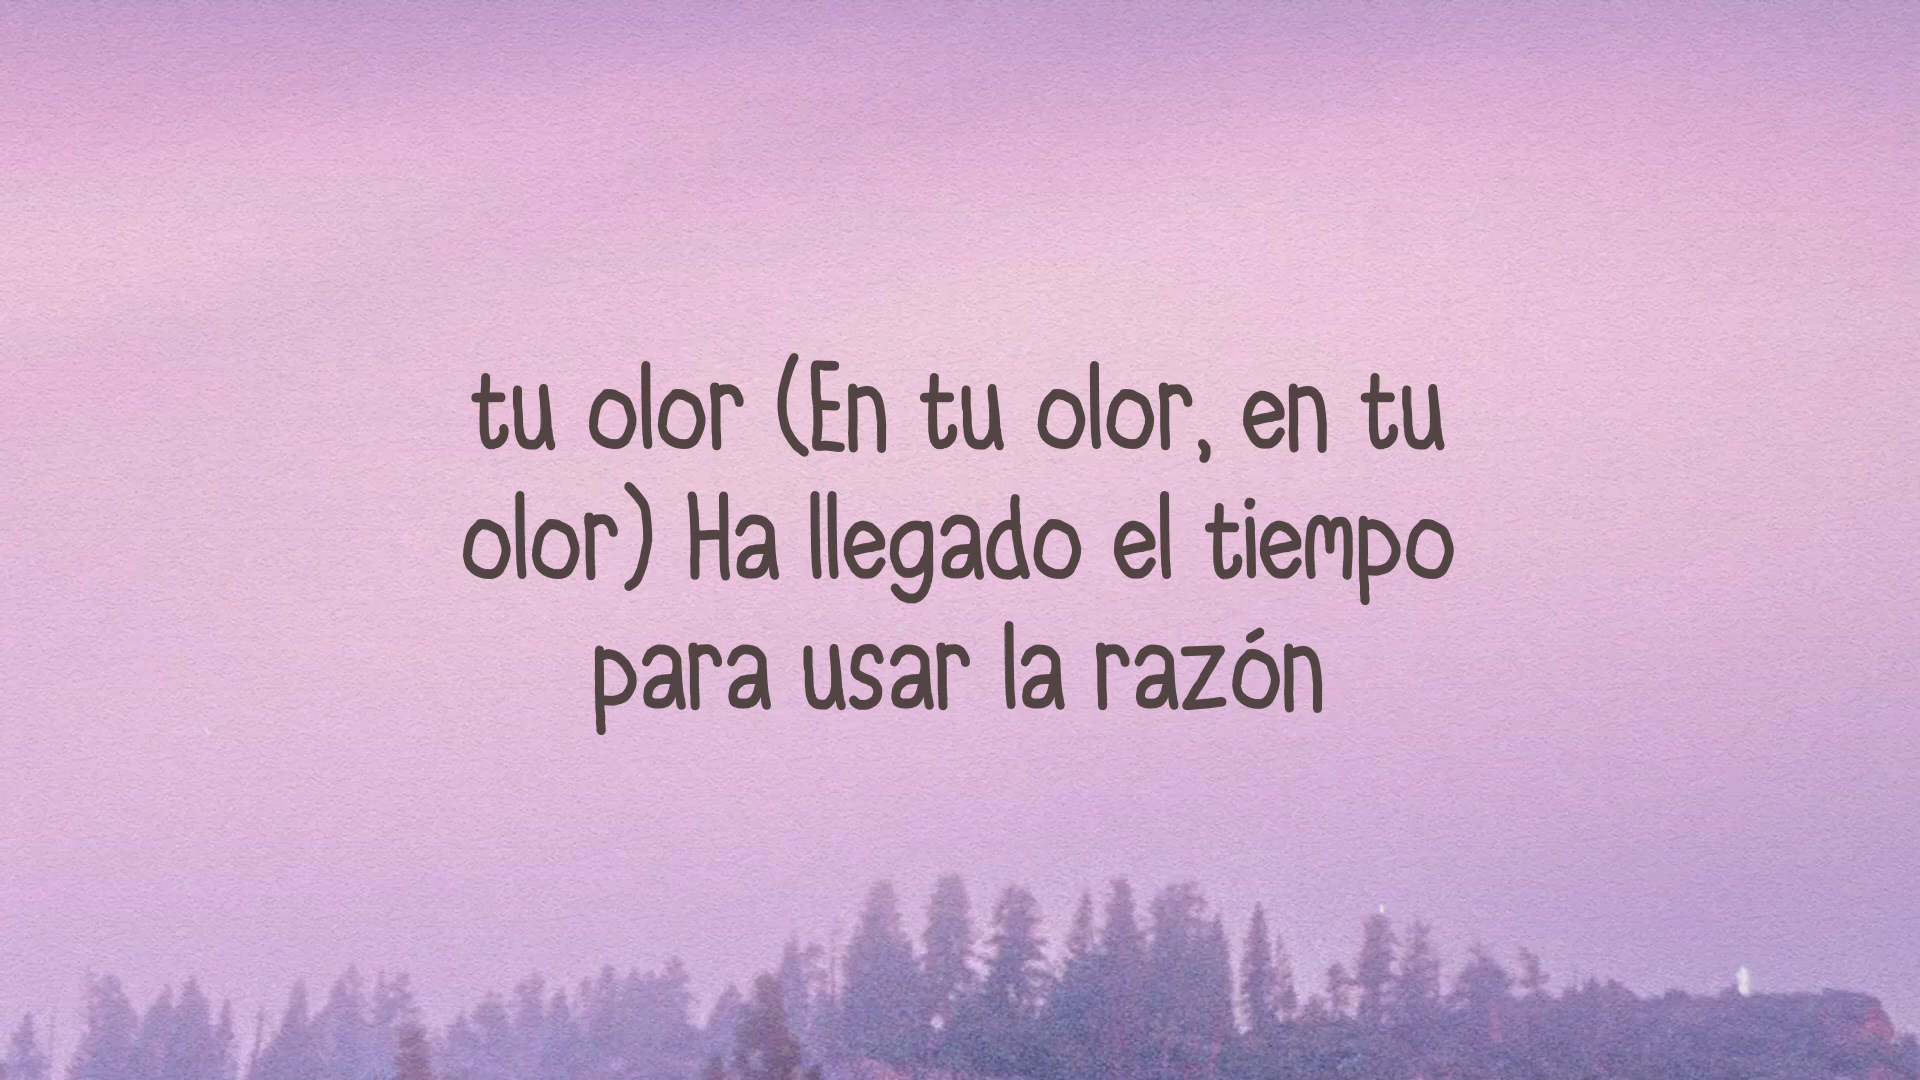 tu olor (En tu olor, en tu
olor) Ha llegado el tiempo
para usar la razón